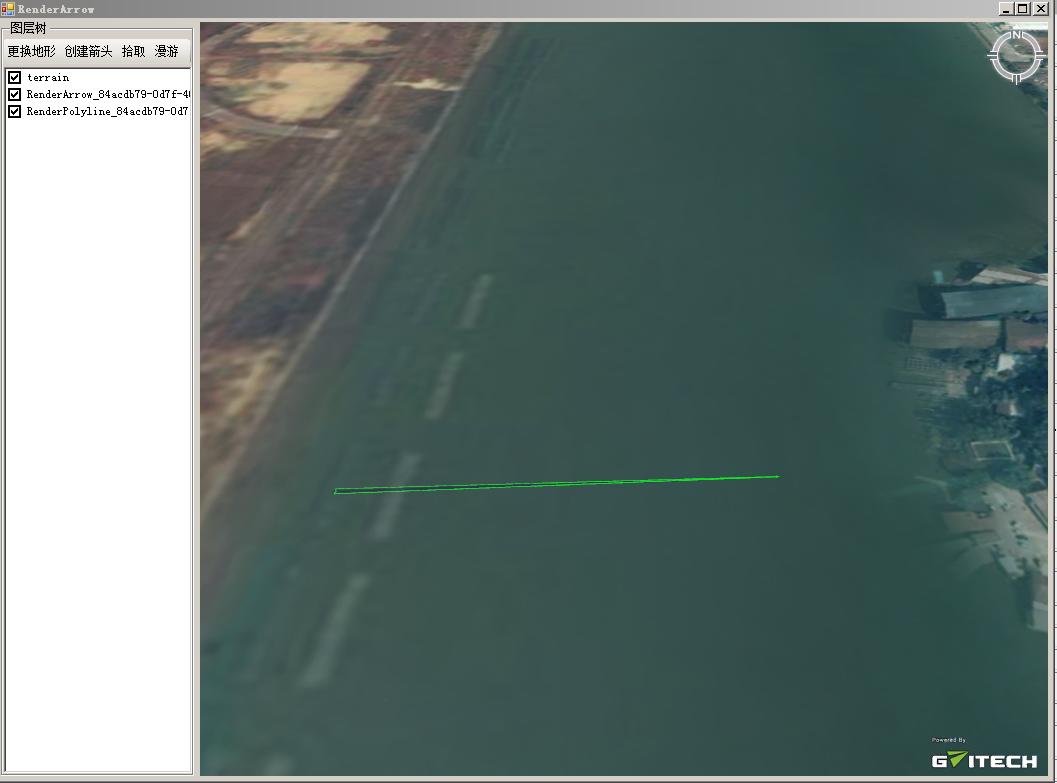 RenderArrow
图层树
更换地形 创建箭头 拾取 漫游
terrain
RenderArrow_84acdb79-0d7f-4
RenderPolyline_84acdb79-0d7
N
Powered By
GVITECH